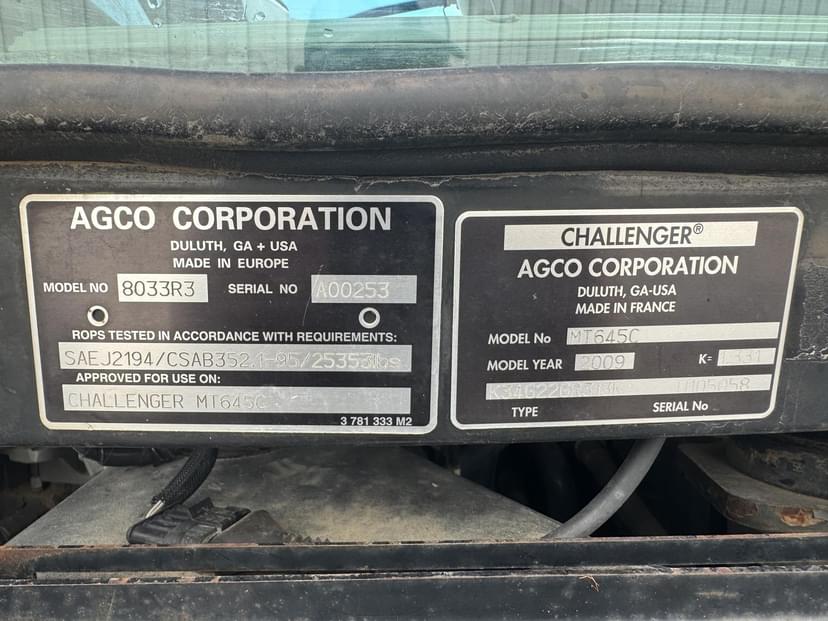 AGCO CORPORATION
DULUTH, GA + USA
MADE IN EUROPE
MODEL NO 8033R3 SERIAL NO A00253
ROPS TESTED IN ACCORDANCE WITH REQUIREMENTS:
SAEJ2194/CSAB352.1-95/25353lbs
APPROVED FOR USE ON:
CHALLENGER MT645C
3 781 333 M2
CHALLENGER®
AGCO CORPORATION
DULUTH, GA-USA
MADE IN FRANCE
MODEL No MT645C
MODEL YEAR 2009 K= 1.331
TYPE SERIAL No